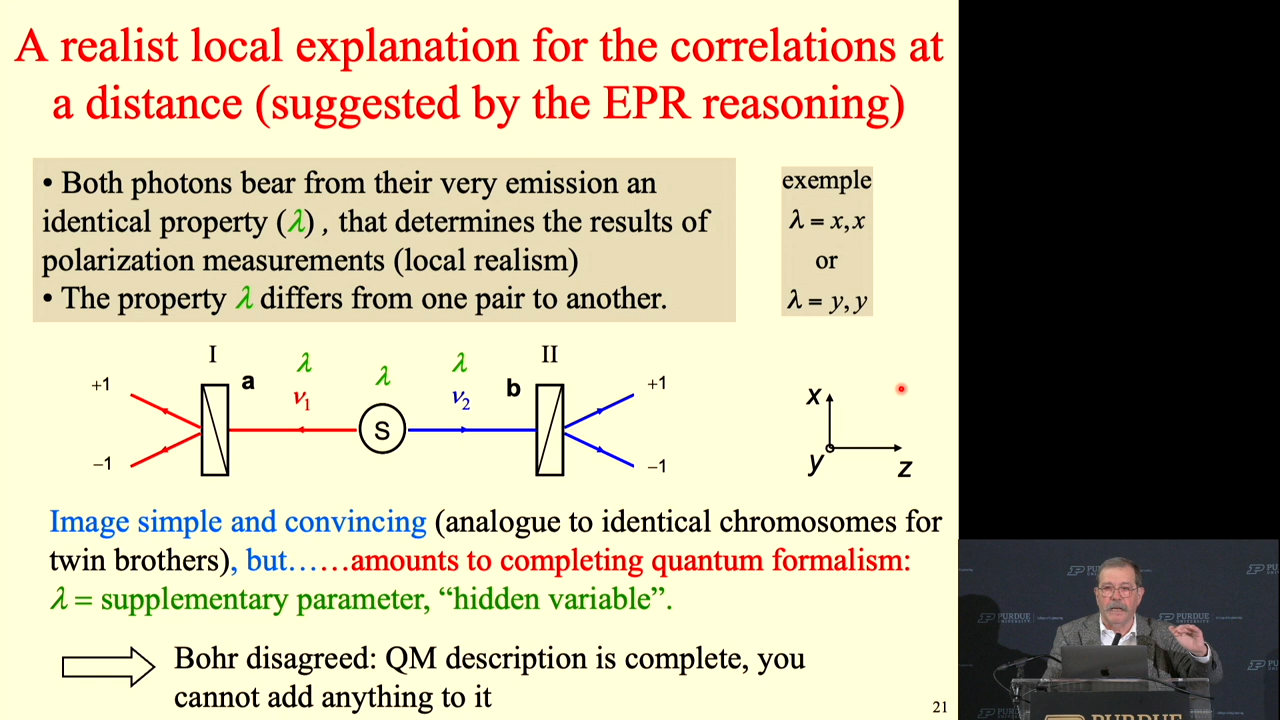 A realist local explanation for the correlations at
a distance (suggested by the EPR reasoning)
• Both photons bear from their very emission an
identical property (λ) , that determines the results of
polarization measurements (local realism)
• The property λ differs from one pair to another.
exemple
λ = x,x
or
λ = y,y
I
II
λ
λ
λ
+1
a
ν₁
ν₂
b
+1
S
−1
−1
x
y
z
Image simple and convincing (analogue to identical chromosomes for
twin brothers), but……amounts to completing quantum formalism:
λ = supplementary parameter, “hidden variable”.
Bohr disagreed: QM description is complete, you
cannot add anything to it
21
PURDUE
UNIVERSITY
PURDUE
UNIVERSITY
PURDUE